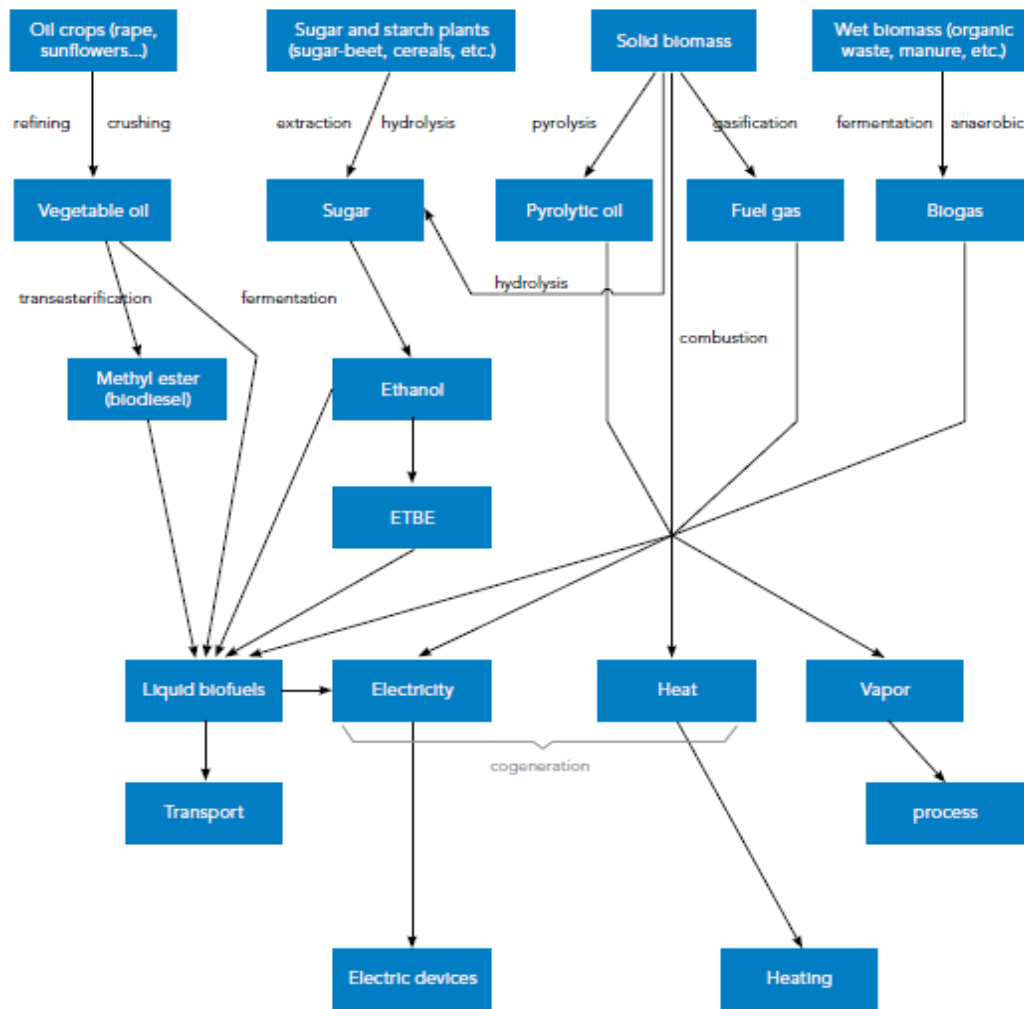 Oil crops (rape,
sunflowers...)
Sugar and starch plants
(sugar-beet, cereals, etc.)
Solid biomass
Wet biomass (organic
waste, manure, etc.)
refining
crushing
extraction
hydrolysis
pyrolysis
gasification
fermentation
anaerobic
Vegetable oil
Sugar
Pyrolytic oil
Fuel gas
Biogas
transesterification
fermentation
hydrolysis
combustion
Methyl ester
(biodiesel)
Ethanol
ETBE
Liquid biofuels
Electricity
Heat
Vapor
cogeneration
Transport
process
Electric devices
Heating